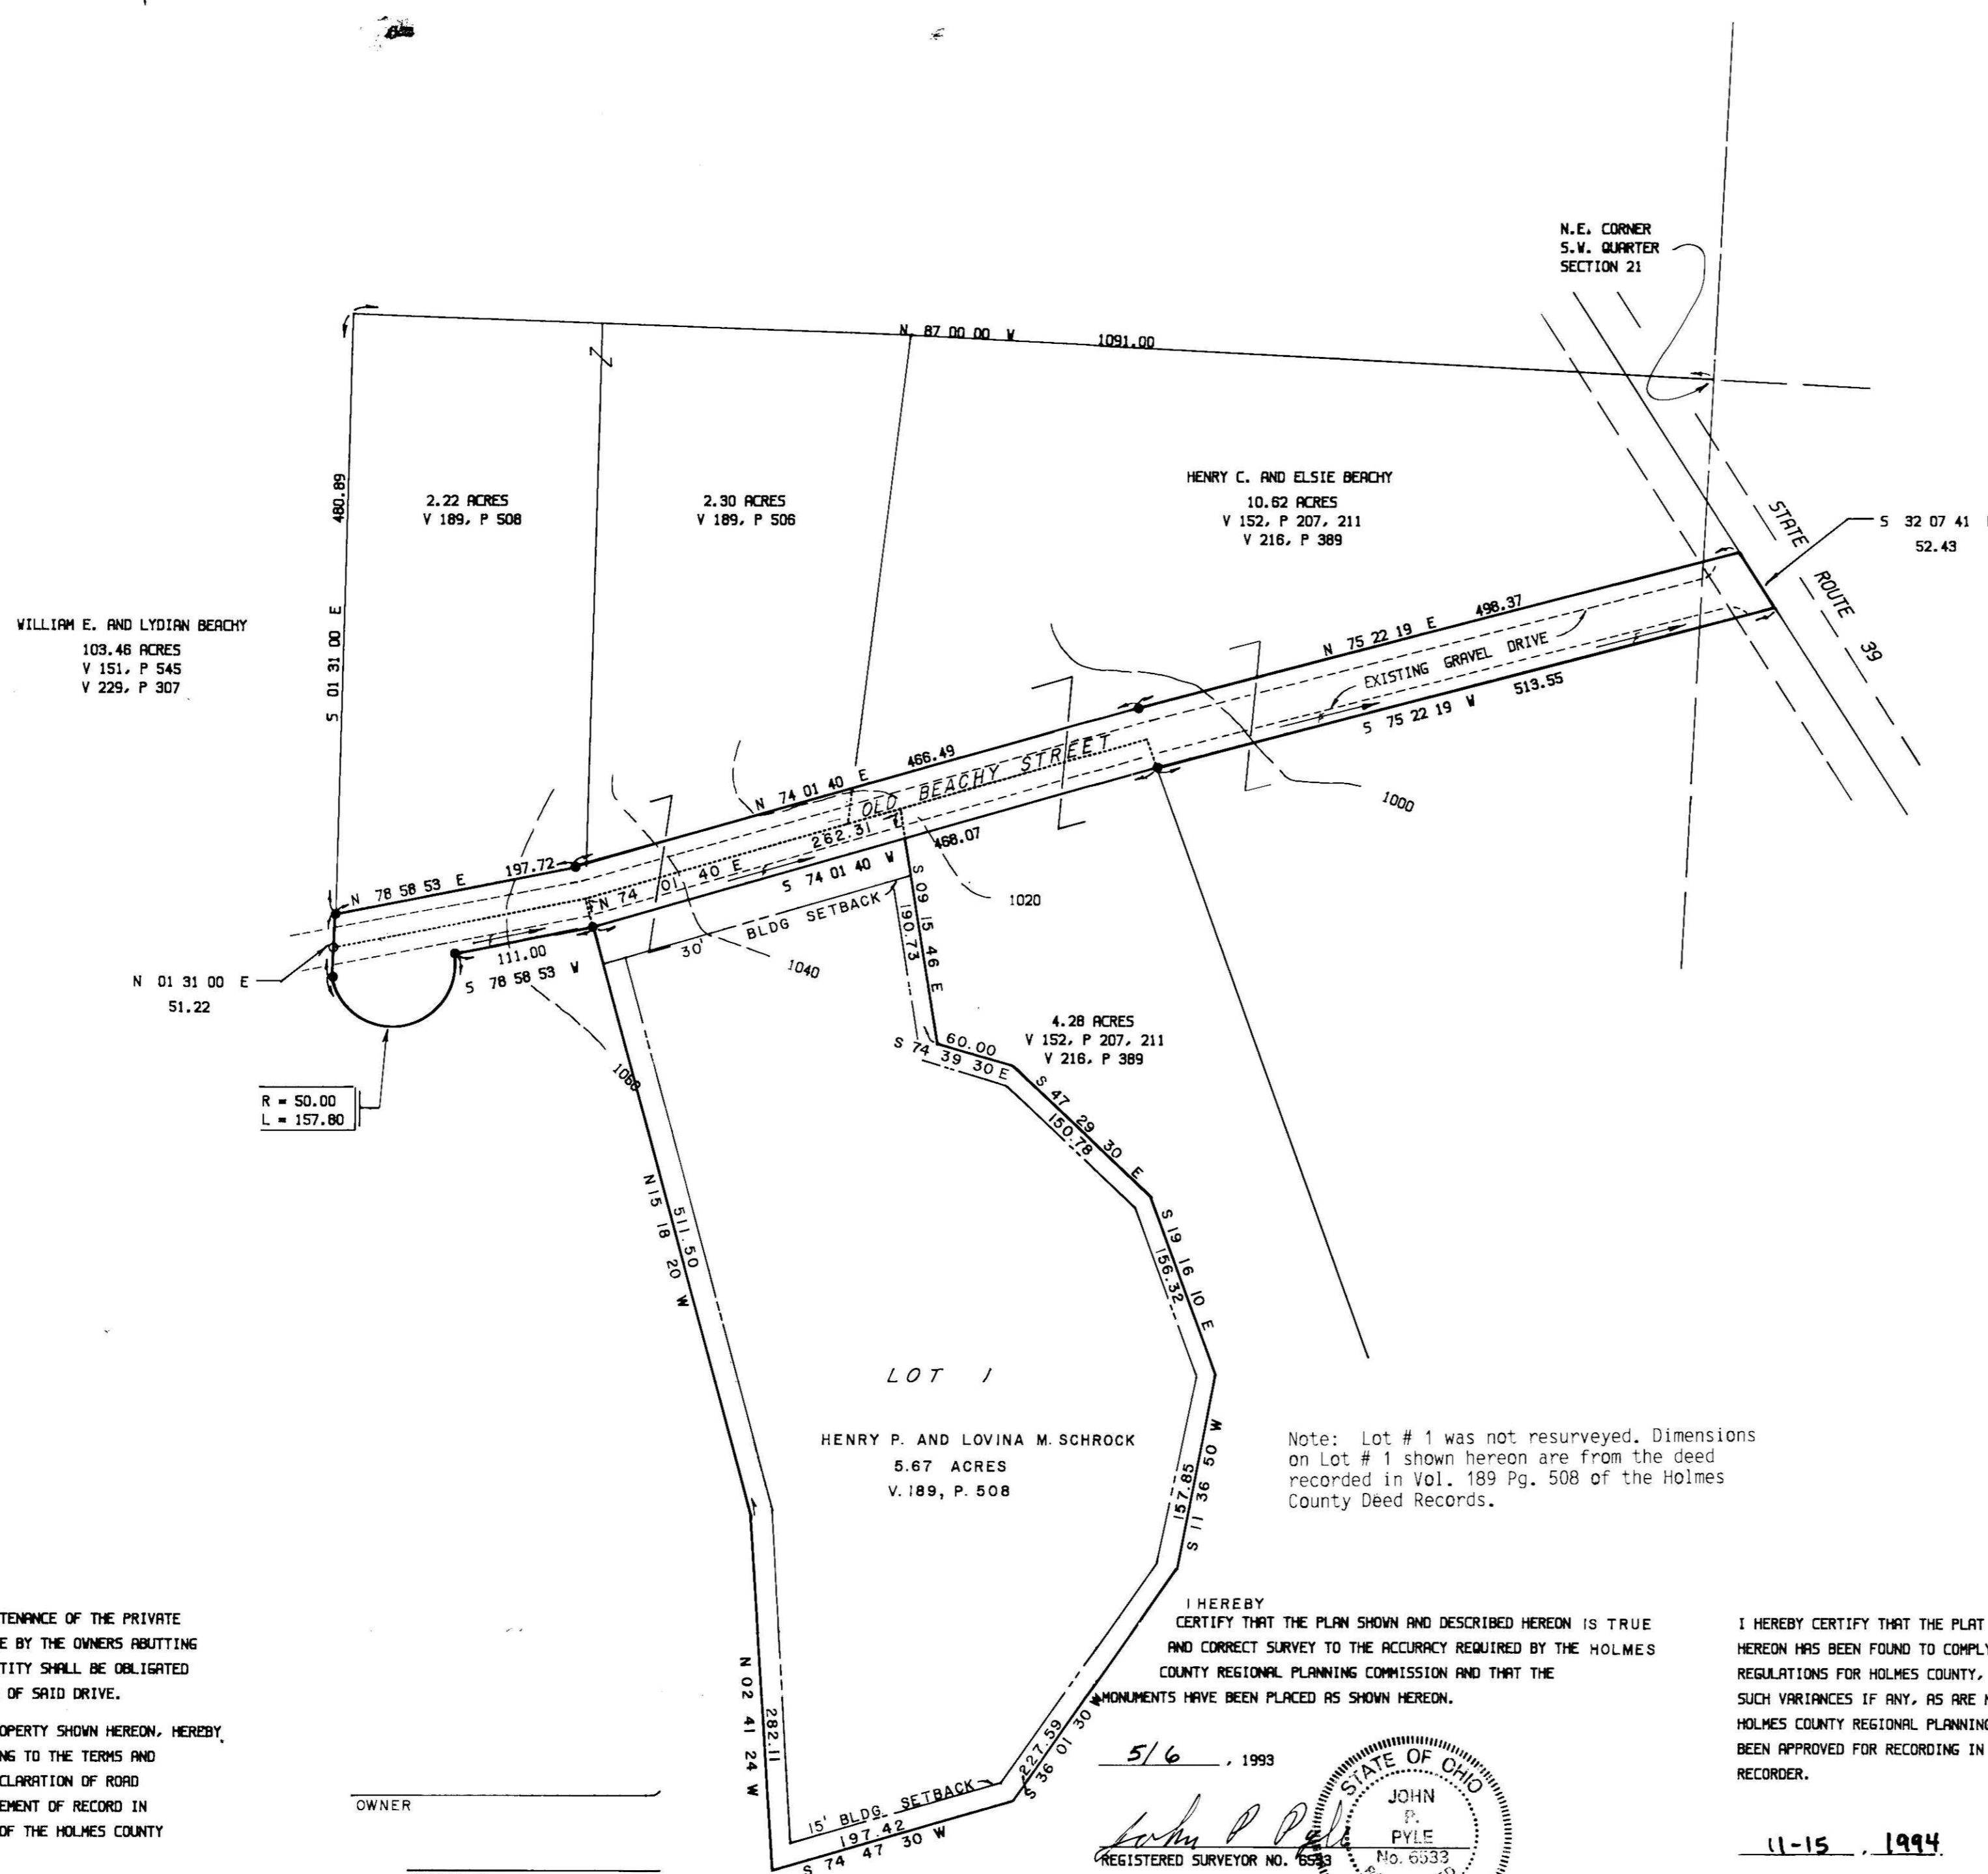 N.E. CORNER
S.W. QUARTER
SECTION 21
N 87 00 00 W 1091.00
480.89
S 01 31 00 E
2.22 ACRES
V 189, P 508
2.30 ACRES
V 189, P 506
HENRY C. AND ELSIE BEACHY
10.62 ACRES
V 152, P 207, 211
V 216, P 389
STATE ROUTE 39
S 32 07 41
52.43
WILLIAM E. AND LYDIAN BEACHY
103.46 ACRES
V 151, P 545
V 229, P 307
N 75 22 19 E 498.37
EXISTING GRAVEL DRIVE
S 75 22 19 W 513.55
N 74 01 40 E 466.49
OLD BEACHY STREET
1000
N 78 58 53 E 197.72
N 74 01 40 E 262.31
S 74 01 40 W 468.07
30' BLDG SETBACK
1020
1040
1060
N 01 31 00 E
51.22
111.00
S 78 58 53 W
R = 50.00
L = 157.80
S 09 15 46 E
190.73
4.28 ACRES
V 152, P 207, 211
V 216, P 389
60.00
S 74 39 30 E
S 47 29 30 E
150.78
S 19 16 10 E
156.32
N 15 18 20 W
511.50
LOT 1
HENRY P. AND LOVINA M. SCHROCK
5.67 ACRES
V. 189, P. 508
157.85
S 11 36 50 W
Note: Lot # 1 was not resurveyed. Dimensions
on Lot # 1 shown hereon are from the deed
recorded in Vol. 189 Pg. 508 of the Holmes
County Deed Records.
N 02 41 24 W
282.11
227.59
S 36 01 30 W
15' BLDG. SETBACK
197.42
S 74 47 30 W
TENANCE OF THE PRIVATE
E BY THE OWNERS ABUTTING
TITY SHALL BE OBLIGATED
OF SAID DRIVE.
OPERTY SHOWN HEREON, HEREBY
NG TO THE TERMS AND
CLARATION OF ROAD
EMENT OF RECORD IN
OF THE HOLMES COUNTY
OWNER
I HEREBY
CERTIFY THAT THE PLAN SHOWN AND DESCRIBED HEREON IS TRUE
AND CORRECT SURVEY TO THE ACCURACY REQUIRED BY THE HOLMES
COUNTY REGIONAL PLANNING COMMISSION AND THAT THE
MONUMENTS HAVE BEEN PLACED AS SHOWN HEREON.
5/6, 1993
John P Pyle
REGISTERED SURVEYOR NO. 6533
STATE OF OHIO
JOHN
P.
PYLE
No. 6533
I HEREBY CERTIFY THAT THE PLAT
HEREON HAS BEEN FOUND TO COMPLY
REGULATIONS FOR HOLMES COUNTY,
SUCH VARIANCES IF ANY, AS ARE
HOLMES COUNTY REGIONAL PLANNING
BEEN APPROVED FOR RECORDING IN
RECORDER.
11-15, 1994